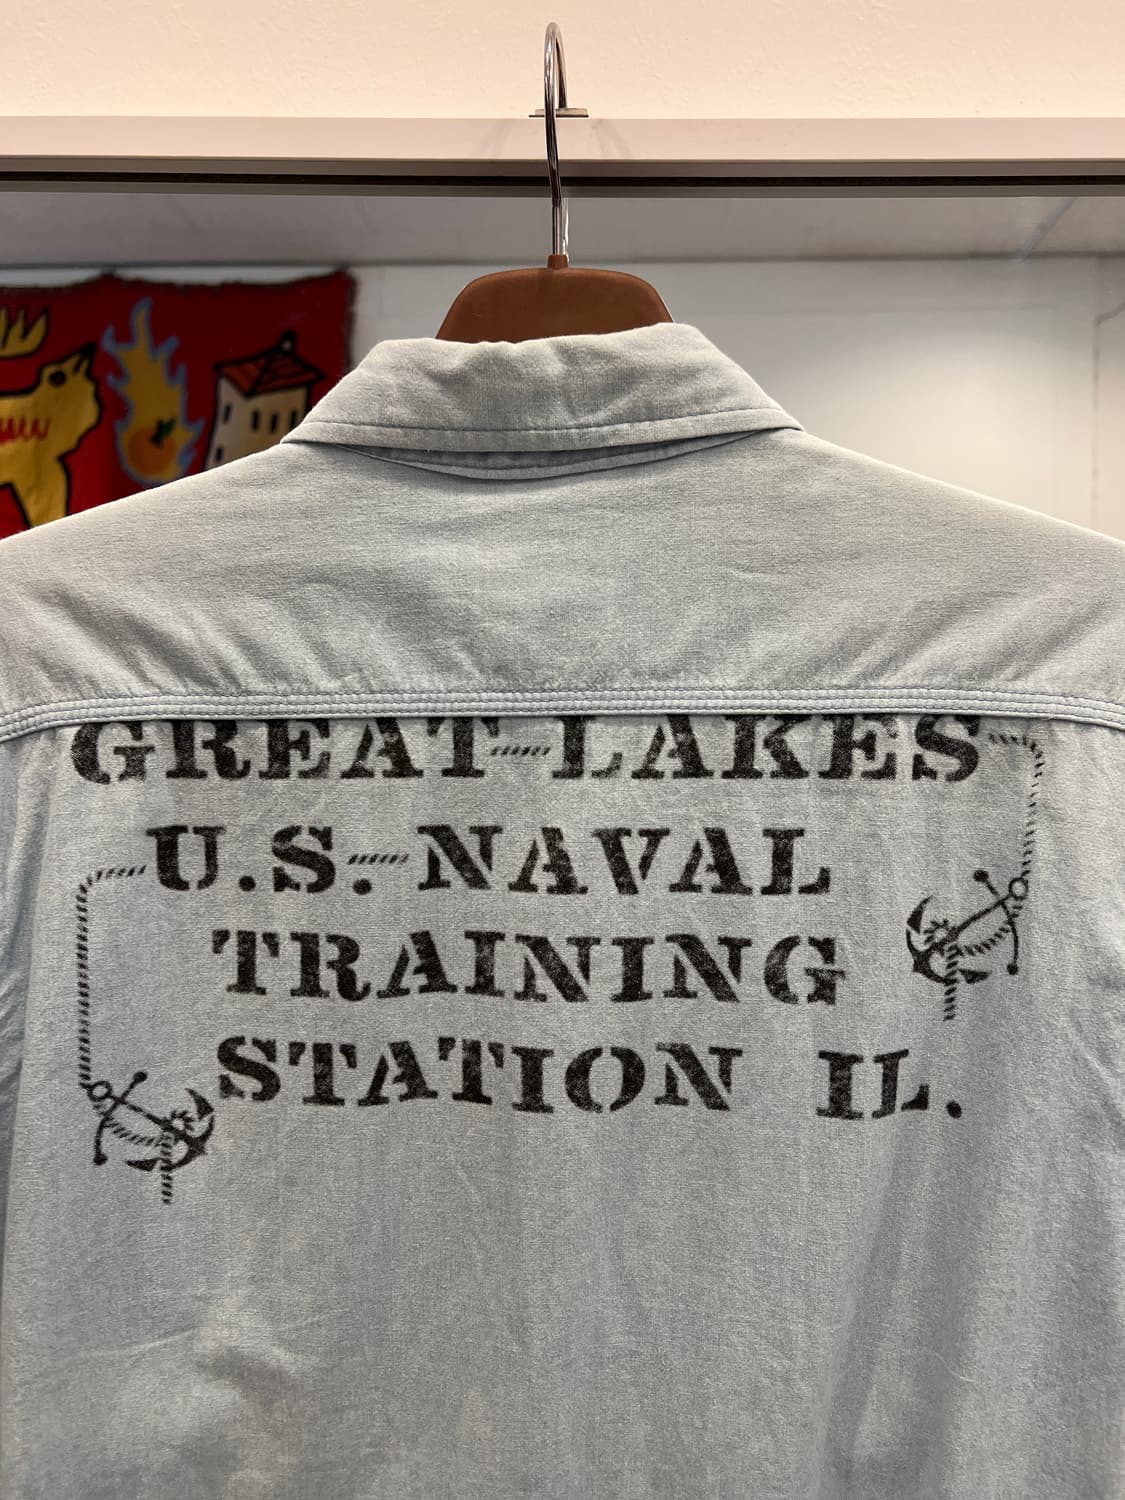 GREAT LAKES
U.S. NAVAL
TRAINING
STATION IL.